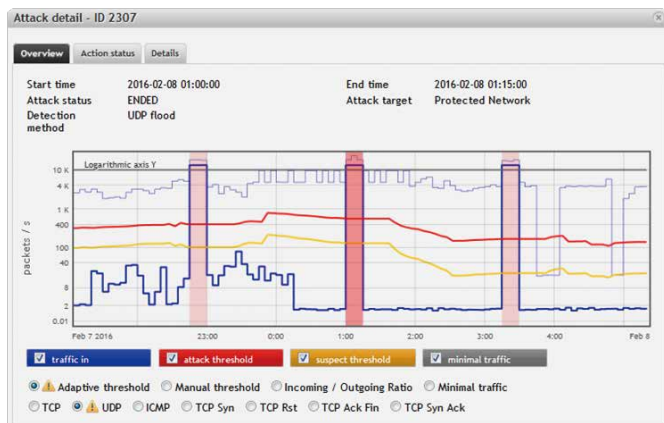 Attack detail - ID 2307
Overview Action status Details
Start time 2016-02-08 01:00:00 End time 2016-02-08 01:15:00
Attack status ENDED Attack target Protected Network
Detection method UDP flood
Logarithmic axis Y
packets / s
10 K
4 K
1 K
400
100
40
8
2
0.01
Feb 7 2016 23:00 0:00 1:00 2:00 3:00 4:00 Feb 8
traffic in attack threshold suspect threshold minimal traffic
Adaptive threshold Manual threshold Incoming / Outgoing Ratio Minimal traffic
TCP UDP ICMP TCP Syn TCP Rst TCP Ack Fin TCP Syn Ack